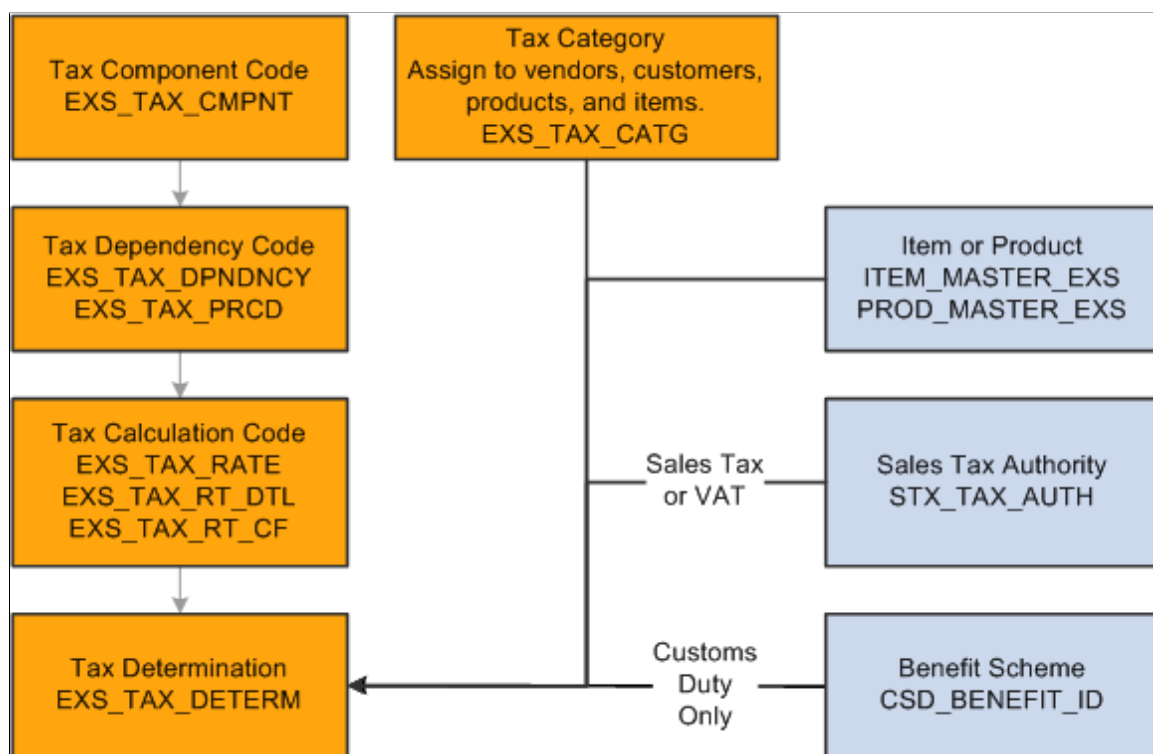 Tax Component Code
EXS_TAX_CMPNT
Tax Category
Assign to vendors, customers,
products, and items.
EXS_TAX_CATG
Tax Dependency Code
EXS_TAX_DPNDNCY
EXS_TAX_PRCD
Item or Product
ITEM_MASTER_EXS
PROD_MASTER_EXS
Tax Calculation Code
EXS_TAX_RATE
EXS_TAX_RT_DTL
EXS_TAX_RT_CF
Sales Tax
or VAT
Sales Tax Authority
STX_TAX_AUTH
Tax Determination
EXS_TAX_DETERM
Customs
Duty
Only
Benefit Scheme
CSD_BENEFIT_ID